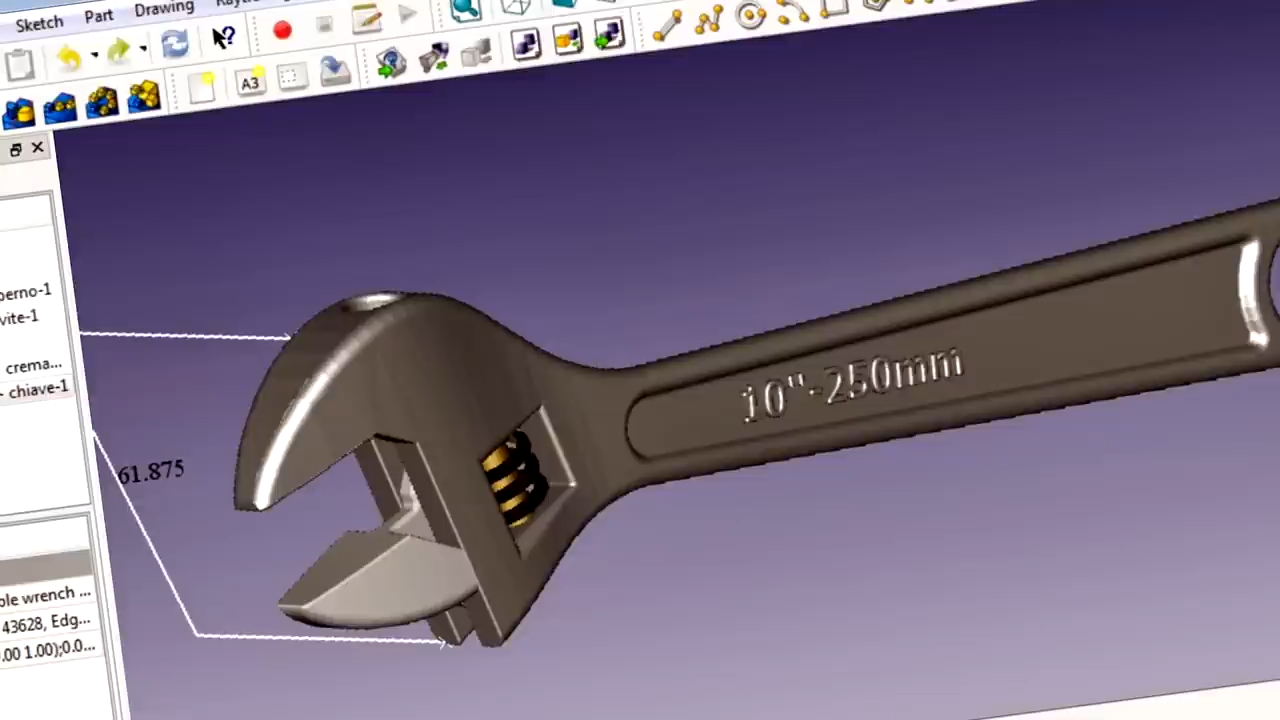 Sketch Part Drawing
A3
perno-1
vite-1
crema...
- chiave-1
61.875
10"-250mm
ble wrench ...
43628, Edg...
.00 1.00);0.0...